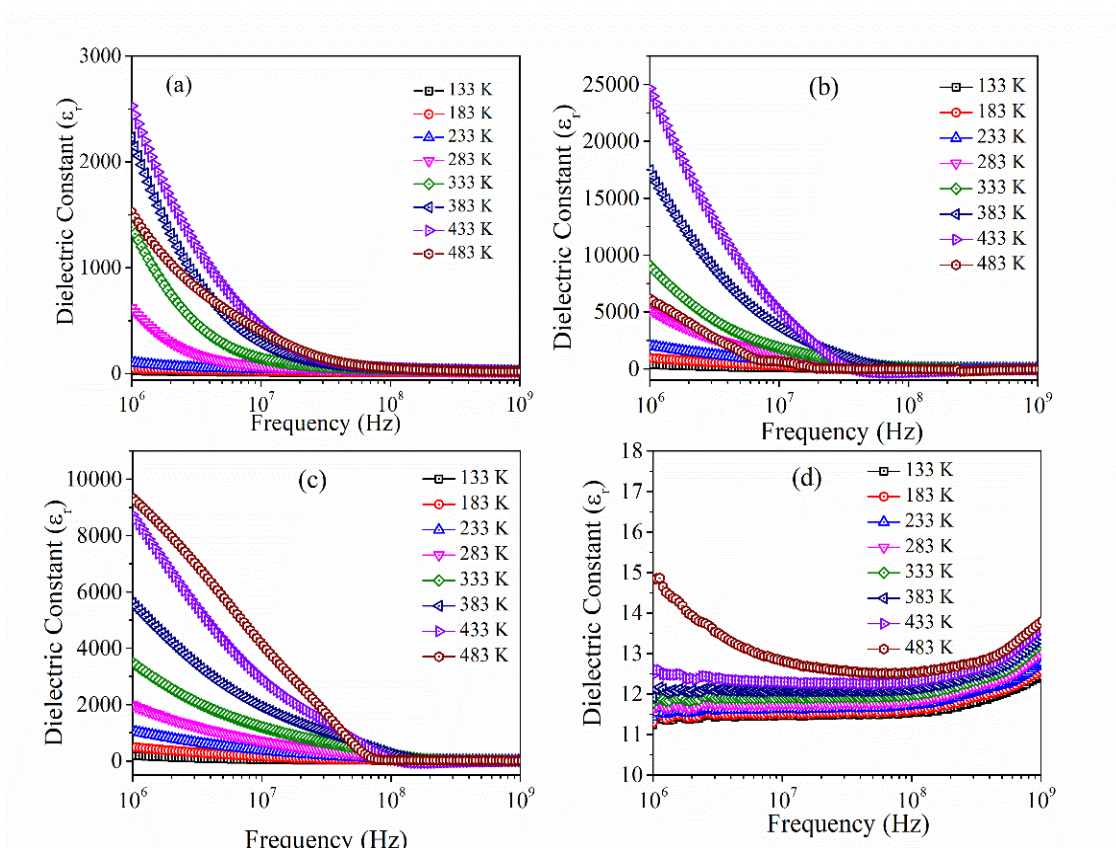 (a)
Dielectric Constant (εr)
3000
2000
1000
0
133 K
183 K
233 K
283 K
333 K
383 K
433 K
483 K
10^6 10^7 10^8 10^9
Frequency (Hz)
(b)
Dielectric Constant (εr)
25000
20000
15000
10000
5000
0
133 K
183 K
233 K
283 K
333 K
383 K
433 K
483 K
10^6 10^7 10^8 10^9
Frequency (Hz)
(c)
Dielectric Constant (εr)
10000
8000
6000
4000
2000
0
133 K
183 K
233 K
283 K
333 K
383 K
433 K
483 K
10^6 10^7 10^8 10^9
Frequency (Hz)
(d)
Dielectric Constant (εr)
18
17
16
15
14
13
12
11
10
133 K
183 K
233 K
283 K
333 K
383 K
433 K
483 K
10^6 10^7 10^8 10^9
Frequency (Hz)